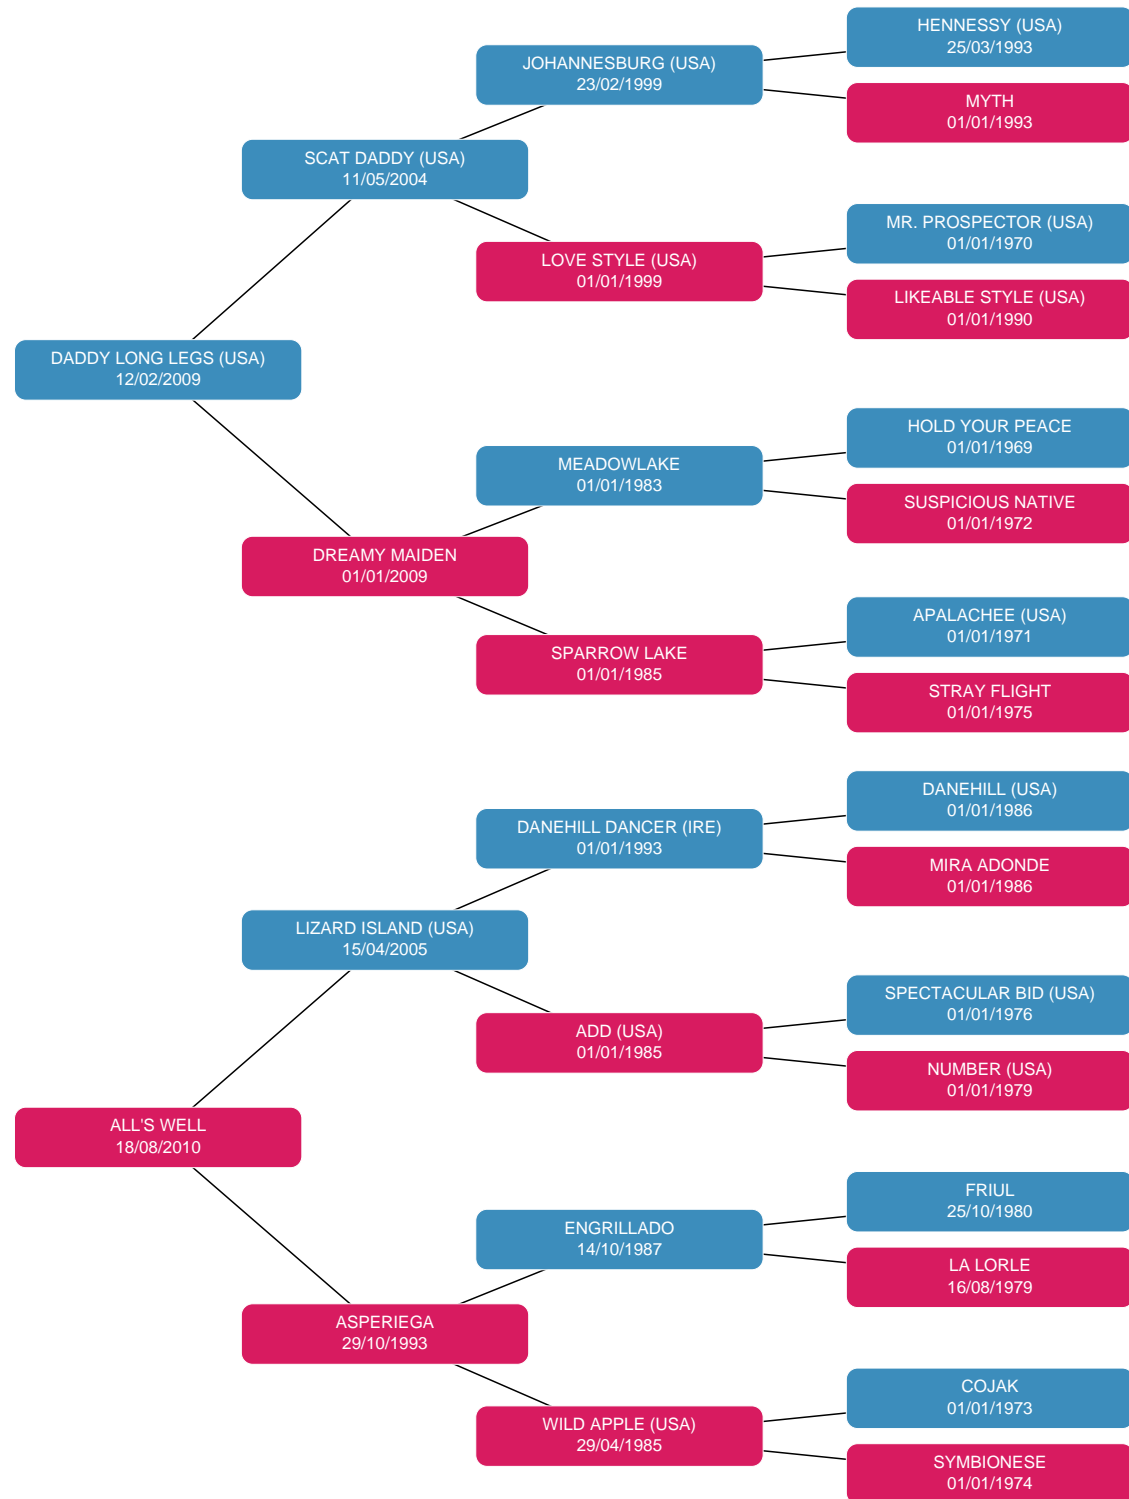 HENNESSY (USA)
25/03/1993
JOHANNESBURG (USA)
23/02/1999
MYTH
01/01/1993
SCAT DADDY (USA)
11/05/2004
MR. PROSPECTOR (USA)
01/01/1970
LOVE STYLE (USA)
01/01/1999
LIKEABLE STYLE (USA)
01/01/1990
DADDY LONG LEGS (USA)
12/02/2009
HOLD YOUR PEACE
01/01/1969
MEADOWLAKE
01/01/1983
SUSPICIOUS NATIVE
01/01/1972
DREAMY MAIDEN
01/01/2009
APALACHEE (USA)
01/01/1971
SPARROW LAKE
01/01/1985
STRAY FLIGHT
01/01/1975
DANEHILL (USA)
01/01/1986
DANEHILL DANCER (IRE)
01/01/1993
MIRA ADONDE
01/01/1986
LIZARD ISLAND (USA)
15/04/2005
SPECTACULAR BID (USA)
01/01/1976
ADD (USA)
01/01/1985
NUMBER (USA)
01/01/1979
ALL'S WELL
18/08/2010
FRIUL
25/10/1980
ENGRILLADO
14/10/1987
LA LORLE
16/08/1979
ASPERIEGA
29/10/1993
COJAK
01/01/1973
WILD APPLE (USA)
29/04/1985
SYMBIONESE
01/01/1974